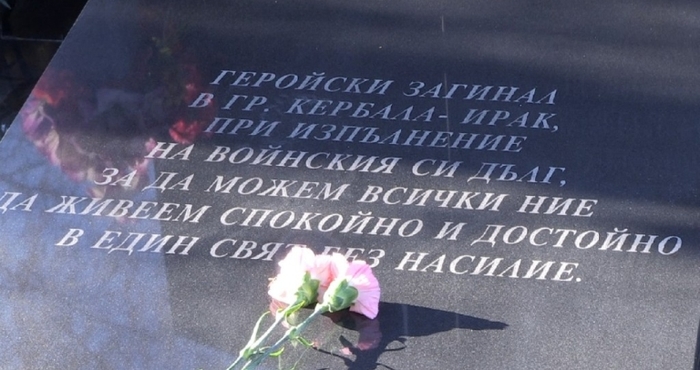 ГЕРОЙСКИ ЗАГИНАЛ
В ГР. КЕРБАЛА- ИРАК,
ПРИ ИЗПЪЛНЕНИЕ
НА ВОЙНСКИЯ СИ ДЪЛГ,
ЗА ДА МОЖЕМ ВСИЧКИ НИЕ
ДА ЖИВЕЕМ СПОКОЙНО И ДОСТОЙНО
В ЕДИН СВЯТ БЕЗ НАСИЛИЕ.